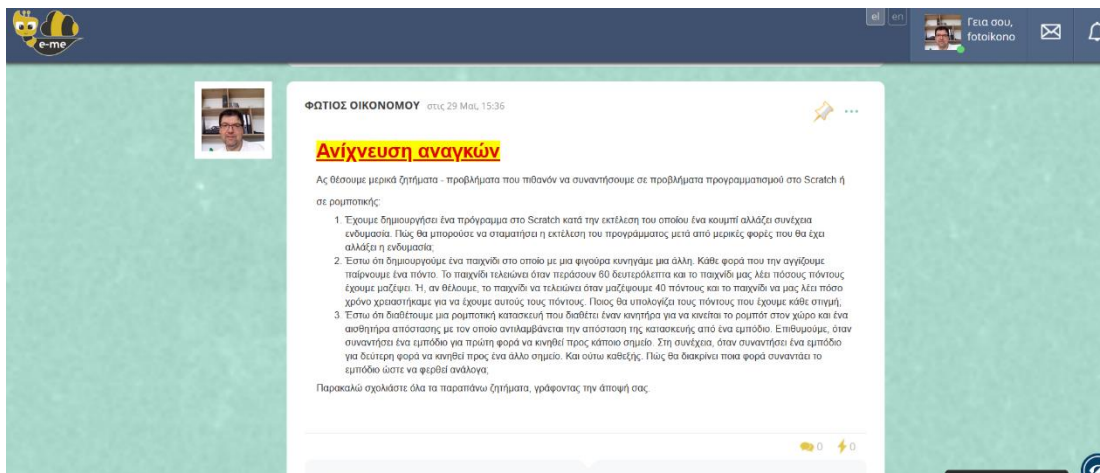 e-me
el en
Γεια σου,
fotoikono
ΦΩΤΙΟΣ ΟΙΚΟΝΟΜΟΥ στις 29 Μαΐ, 15:36
Ανίχνευση αναγκών
Ας θέσουμε μερικά ζητήματα - προβλήματα που πιθανόν να συναντήσουμε σε προβλήματα προγραμματισμού στο Scratch ή
σε ρομποτικής:
1. Έχουμε δημιουργήσει ένα πρόγραμμα στο Scratch κατά την εκτέλεση του οποίου ένα κουμπί αλλάζει συνέχεια
ενδυμασία. Πώς θα μπορούσε να σταματήσει η εκτέλεση του προγράμματος μετά από μερικές φορές που θα έχει
αλλάξει η ενδυμασία;
2. Έστω ότι δημιουργούμε ένα παιχνίδι στο οποίο με μια φιγούρα κυνηγάμε μια άλλη. Κάθε φορά που την αγγίζουμε
παίρνουμε ένα πόντο. Το παιχνίδι τελειώνει όταν περάσουν 60 δευτερόλεπτα και το παιχνίδι μας λέει πόσους πόντους
έχουμε μαζέψει. Ή, αν θέλουμε, το παιχνίδι να τελειώνει όταν μαζέψουμε 40 πόντους και το παιχνίδι να μας λέει πόσο
χρόνο χρειαστήκαμε για να έχουμε αυτούς τους πόντους. Ποιος θα υπολογίζει τους πόντους που έχουμε κάθε στιγμή;
3. Έστω ότι διαθέτουμε μια ρομποτική κατασκευή που διαθέτει έναν κινητήρα για να κινείται το ρομπότ στον χώρο και ένα
αισθητήρα απόστασης με τον οποίο αντιλαμβάνεται την απόσταση της κατασκευής από ένα εμπόδιο. Επιθυμούμε, όταν
συναντήσει ένα εμπόδιο για πρώτη φορά να κινηθεί προς κάποιο σημείο. Στη συνέχεια, όταν συναντήσει ένα εμπόδιο
για δεύτερη φορά να κινηθεί προς ένα άλλο σημείο. Και ούτω καθεξής. Πώς θα διακρίνει ποια φορά συναντάει το
εμπόδιο ώστε να φερθεί ανάλογα;
Παρακαλώ σχολιάστε όλα τα παραπάνω ζητήματα, γράφοντας την άποψή σας.
0 0